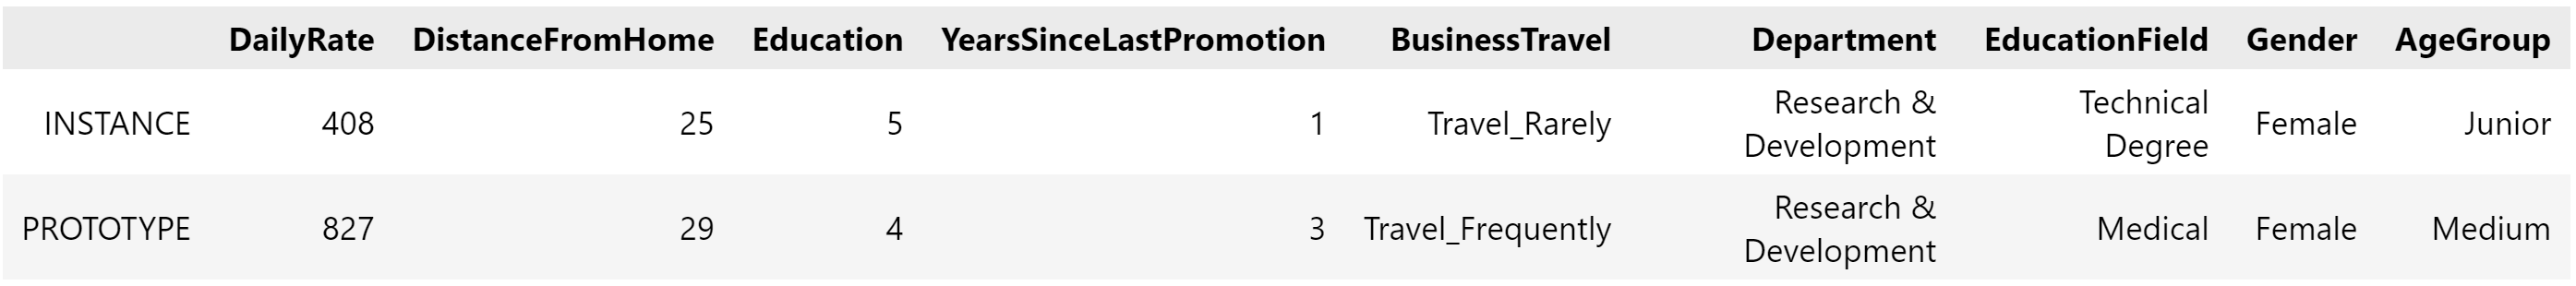 DailyRate DistanceFromHome Education YearsSinceLastPromotion BusinessTravel Department EducationField Gender AgeGroup
INSTANCE 408 25 5 1 Travel_Rarely Research & Development Technical Degree Female Junior
PROTOTYPE 827 29 4 3 Travel_Frequently Research & Development Medical Female Medium